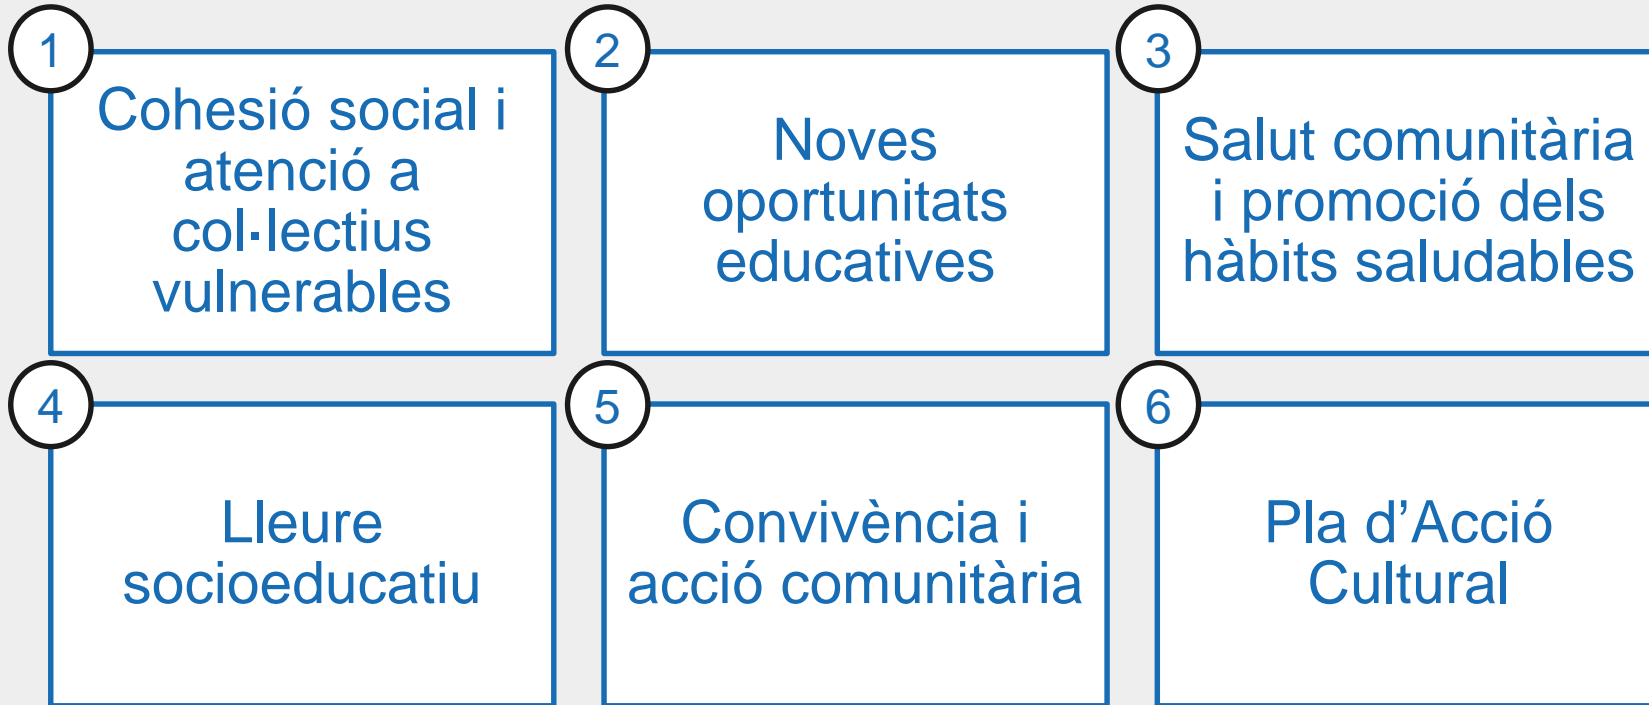 1
Cohesió social i
atenció a
col·lectius
vulnerables
2
Noves
oportunitats
educatives
3
Salut comunitària
i promoció dels
hàbits saludables
4
Lleure
socioeducatiu
5
Convivència i
acció comunitària
6
Pla d’Acció
Cultural